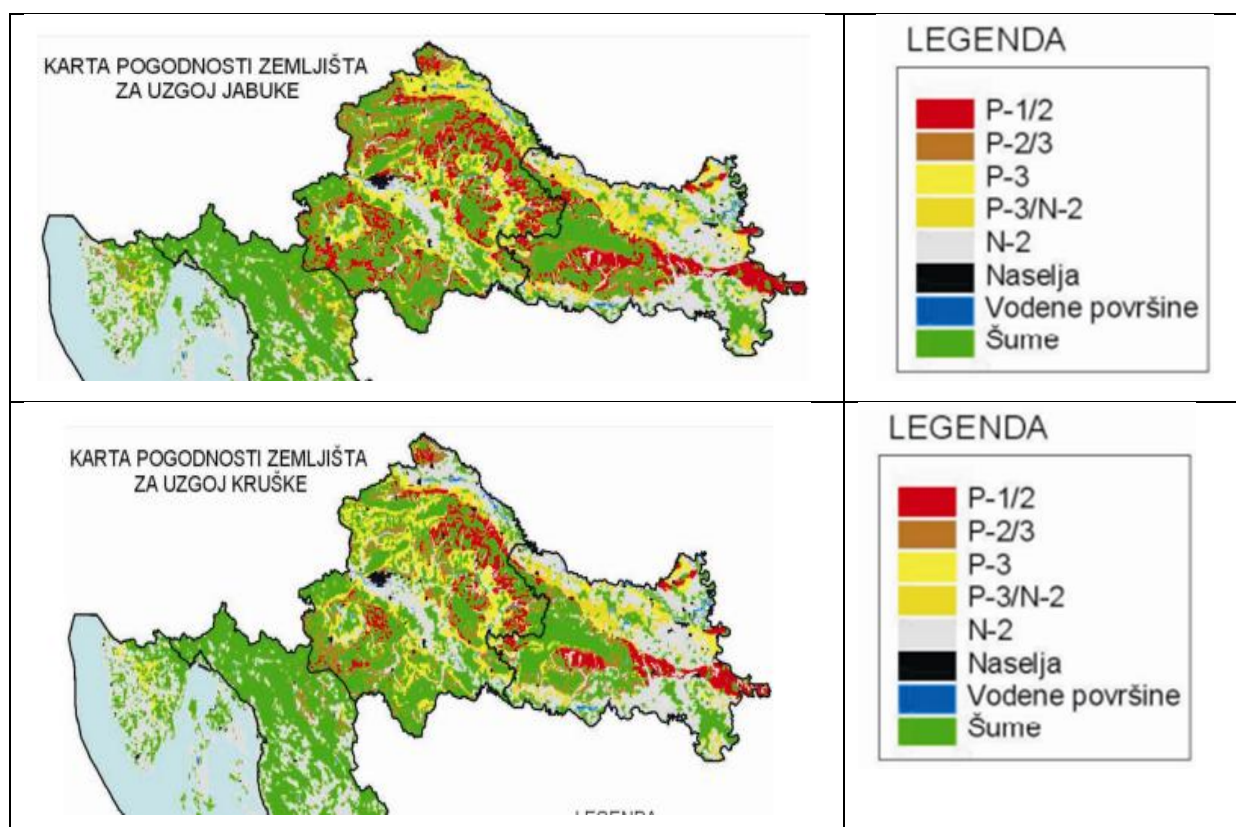 KARTA POGODNOSTI ZEMLJIŠTA
ZA UZGOJ JABUKE
LEGENDA
P-1/2
P-2/3
P-3
P-3/N-2
N-2
Naselja
Vodene površine
Šume
KARTA POGODNOSTI ZEMLJIŠTA
ZA UZGOJ KRUŠKE
LEGENDA
LEGENDA
P-1/2
P-2/3
P-3
P-3/N-2
N-2
Naselja
Vodene površine
Šume